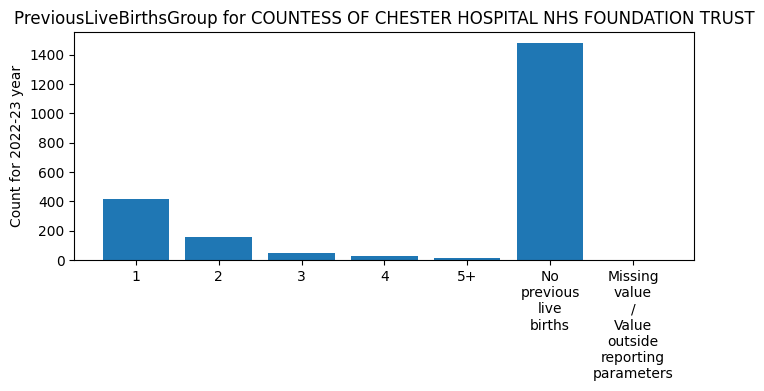 PreviousLiveBirthsGroup for COUNTESS OF CHESTER HOSPITAL NHS FOUNDATION TRUST
Count for 2022-23 year
1400
1200
1000
800
600
400
200
0
1
2
3
4
5+
No
previous
live
births
Missing
value
/
Value
outside
reporting
parameters